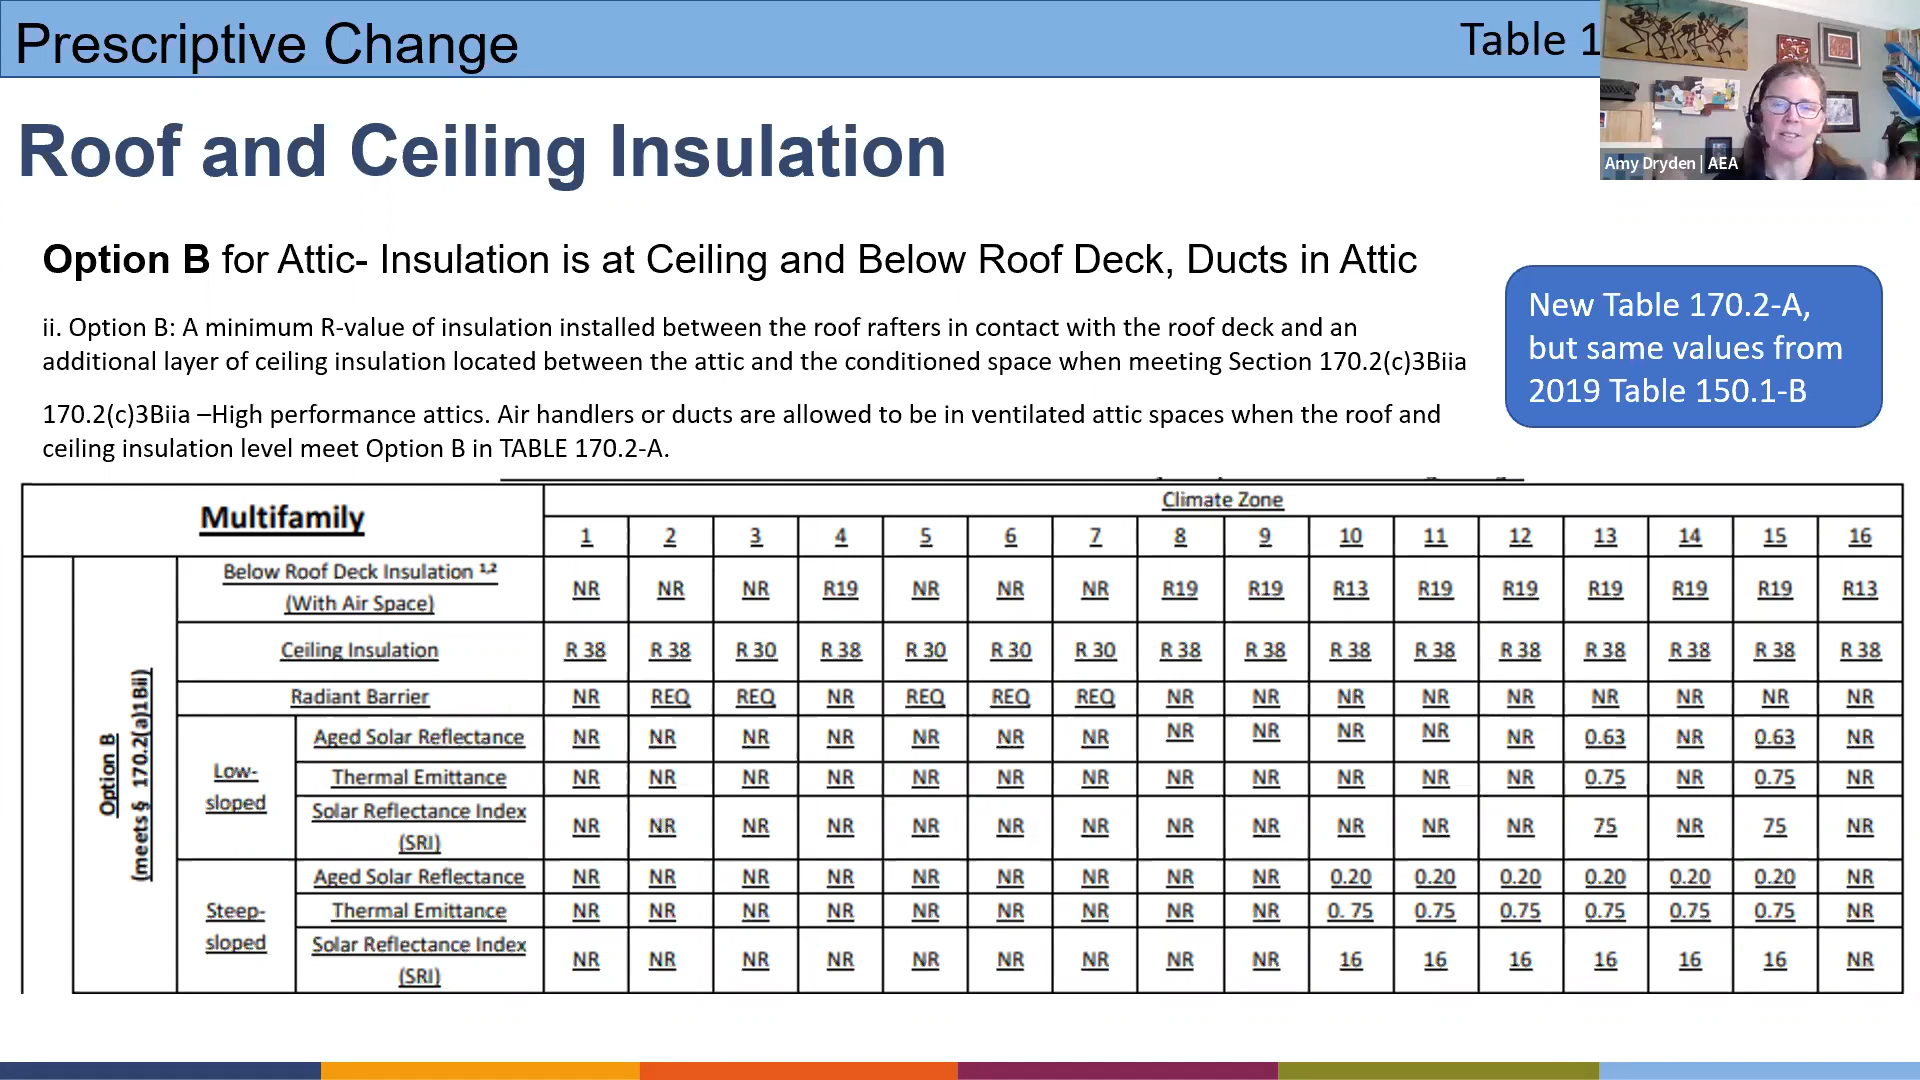 Prescriptive Change
Table 1
Amy Dryden | AEA
Roof and Ceiling Insulation
Option B for Attic- Insulation is at Ceiling and Below Roof Deck, Ducts in Attic
ii. Option B: A minimum R-value of insulation installed between the roof rafters in contact with the roof deck and an
additional layer of ceiling insulation located between the attic and the conditioned space when meeting Section 170.2(c)3Biia
170.2(c)3Biia –High performance attics. Air handlers or ducts are allowed to be in ventilated attic spaces when the roof and
ceiling insulation level meet Option B in TABLE 170.2-A.
New Table 170.2-A,
but same values from
2019 Table 150.1-B
Multifamily
Climate Zone
1 2 3 4 5 6 7 8 9 10 11 12 13 14 15 16
Option B
(meets § 170.2(a)1Bii)
Below Roof Deck Insulation 1,2
(With Air Space)
NR NR NR R19 NR NR NR R19 R19 R13 R19 R19 R19 R19 R19 R13
Ceiling Insulation R 38 R 38 R 30 R 38 R 30 R 30 R 30 R 38 R 38 R 38 R 38 R 38 R 38 R 38 R 38 R 38
Radiant Barrier NR REQ REQ NR REQ REQ REQ NR NR NR NR NR NR NR NR NR
Low-
sloped
Aged Solar Reflectance NR NR NR NR NR NR NR NR NR NR NR NR 0.63 NR 0.63 NR
Thermal Emittance NR NR NR NR NR NR NR NR NR NR NR NR 0.75 NR 0.75 NR
Solar Reflectance Index
(SRI)
NR NR NR NR NR NR NR NR NR NR NR NR 75 NR 75 NR
Steep-
sloped
Aged Solar Reflectance NR NR NR NR NR NR NR NR NR 0.20 0.20 0.20 0.20 0.20 0.20 NR
Thermal Emittance NR NR NR NR NR NR NR NR NR 0. 75 0.75 0.75 0.75 0.75 0.75 NR
Solar Reflectance Index
(SRI)
NR NR NR NR NR NR NR NR NR 16 16 16 16 16 16 NR